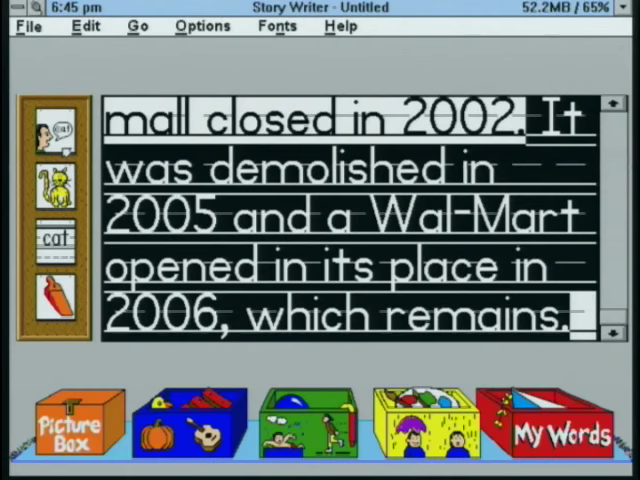 6:45 pm Story Writer - Untitled 52.2MB / 65%
File Edit Go Options Fonts Help
cat
cat
mall closed in 2002. It
was demolished in
2005 and a Wal-Mart
opened in its place in
2006, which remains.
Picture Box
My Words